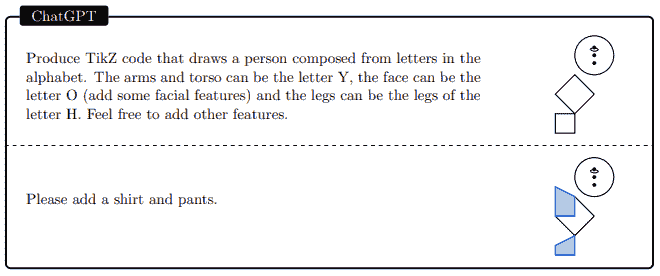 ChatGPT
Produce TikZ code that draws a person composed from letters in the
alphabet. The arms and torso can be the letter Y, the face can be the
letter O (add some facial features) and the legs can be the legs of the
letter H. Feel free to add other features.
Please add a shirt and pants.